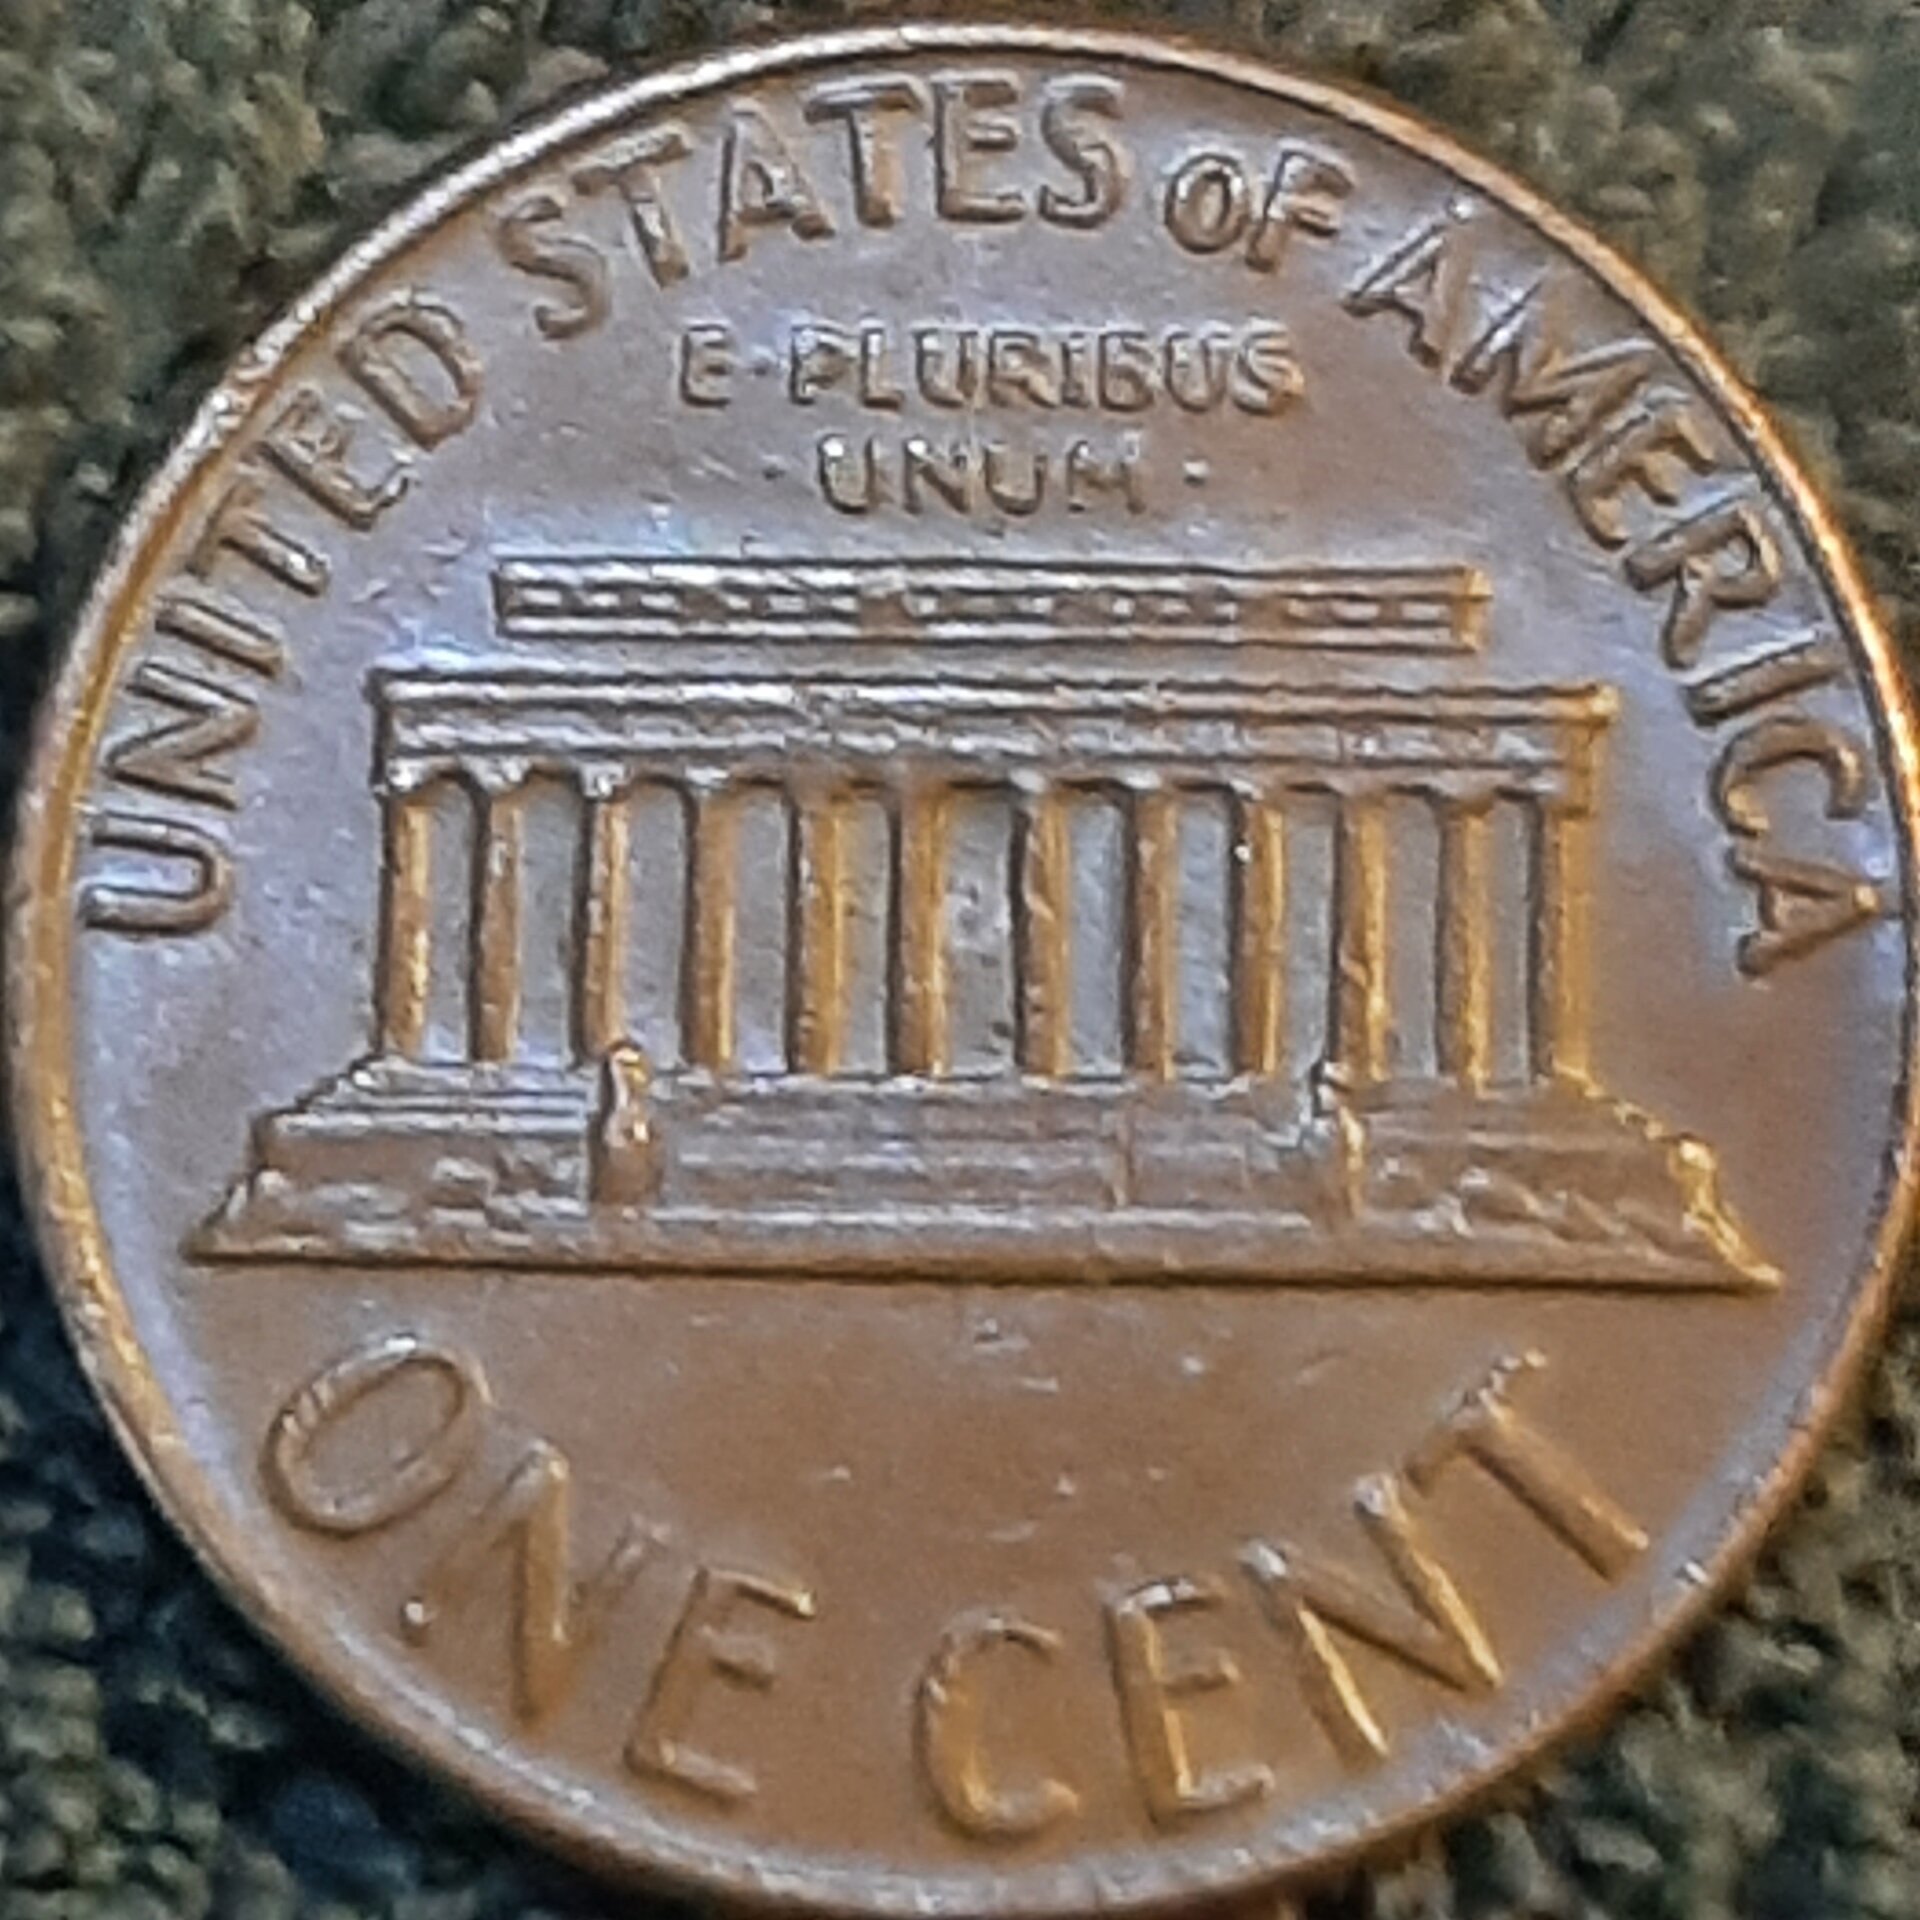 UNITED STATES OF AMERICA
E·PLURIBUS
·UNUM·
ONE CENT